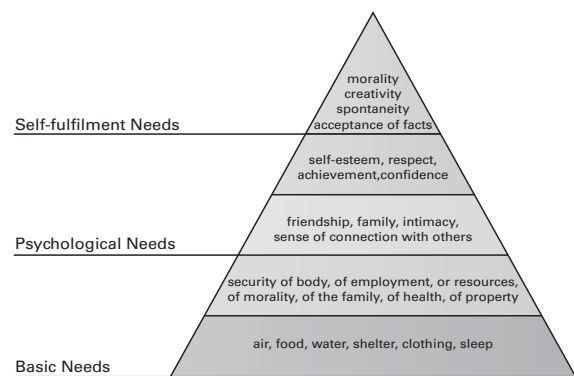 morality
creativity
spontaneity
acceptance of facts
Self-fulfilment Needs
self-esteem, respect,
achievement,confidence
friendship, family, intimacy,
sense of connection with others
Psychological Needs
security of body, of employment, or resources,
of morality, of the family, of health, of property
air, food, water, shelter, clothing, sleep
Basic Needs